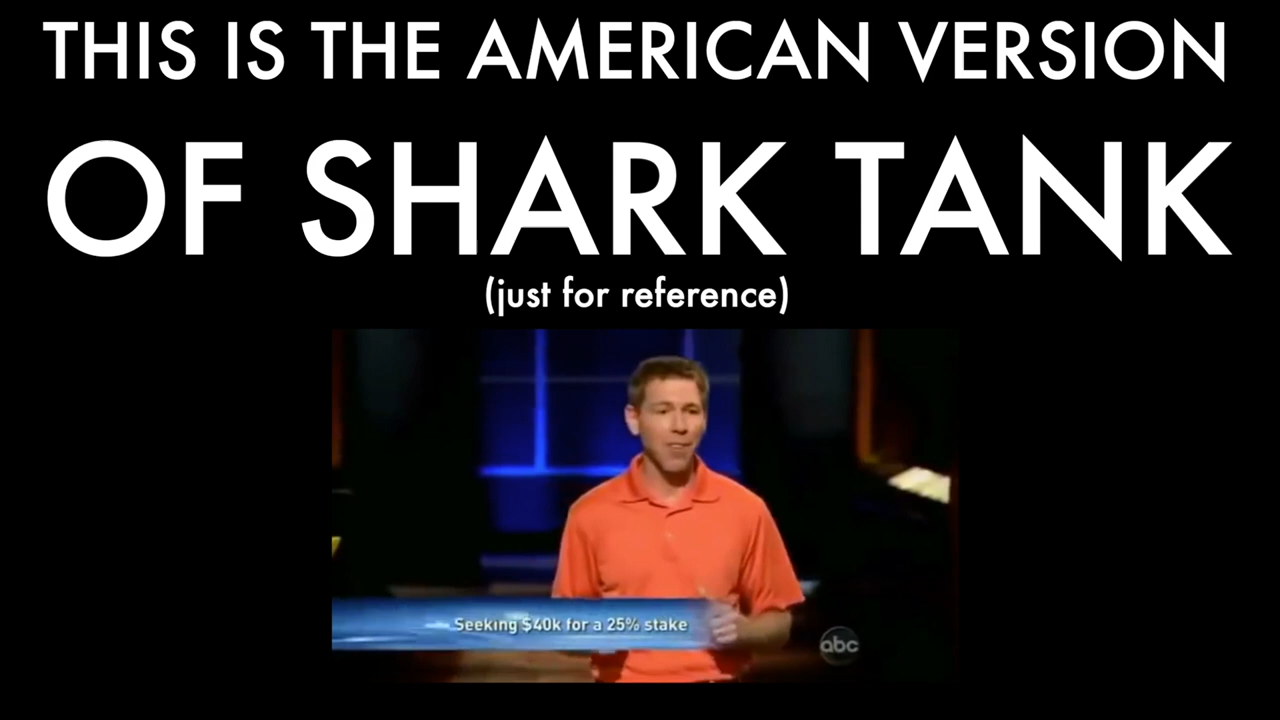 THIS IS THE AMERICAN VERSION
OF SHARK TANK
(just for reference)
Seeking $40k for a 25% stake
abc